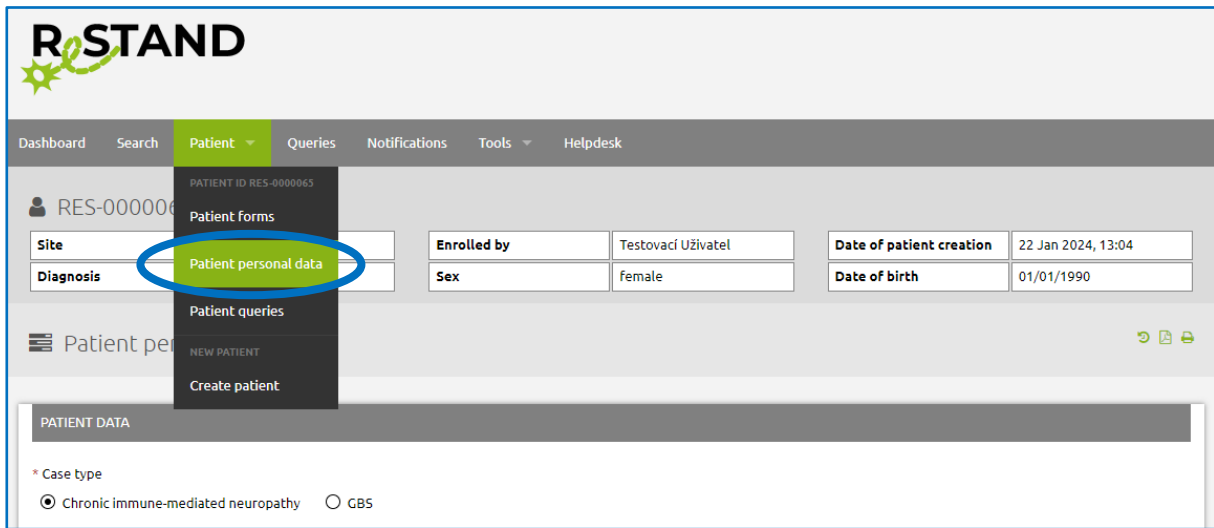 ReSTAND
Dashboard Search Patient Queries Notifications Tools Helpdesk
PATIENT ID RES-0000065
RES-000006
Patient forms
Site Enrolled by Testovací Uživatel Date of patient creation 22 Jan 2024, 13:04
Patient personal data
Diagnosis Sex female Date of birth 01/01/1990
Patient queries
Patient per
NEW PATIENT
Create patient
PATIENT DATA
* Case type
Chronic immune-mediated neuropathy GBS